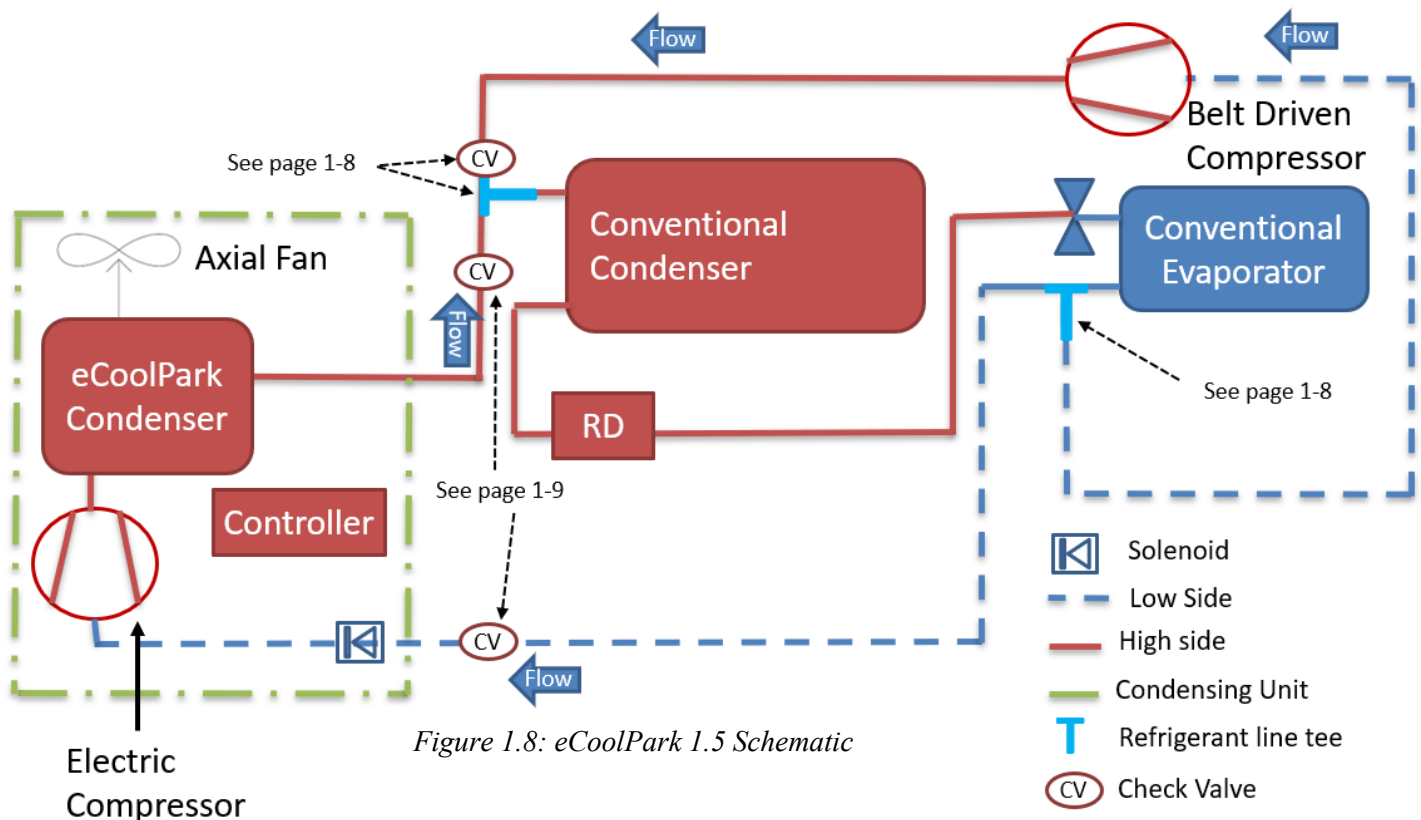 Flow
Flow
Belt Driven
Compressor
See page 1-8
CV
Conventional
Condenser
Conventional
Evaporator
Axial Fan
CV
Flow
eCoolPark
Condenser
See page 1-8
RD
See page 1-9
Controller
Solenoid
Low Side
CV
High side
Flow
Condensing Unit
Figure 1.8: eCoolPark 1.5 Schematic
Refrigerant line tee
Electric
Compressor
CV
Check Valve